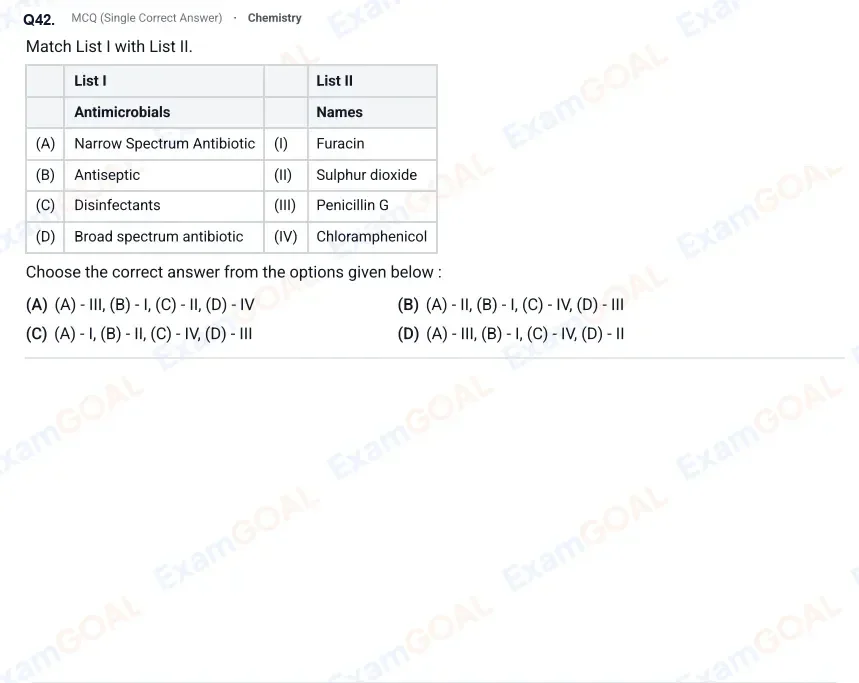 Q42. MCQ (Single Correct Answer) · Chemistry
Match List I with List II.
List I List II
Antimicrobials Names
(A) Narrow Spectrum Antibiotic (I) Furacin
(B) Antiseptic (II) Sulphur dioxide
(C) Disinfectants (III) Penicillin G
(D) Broad spectrum antibiotic (IV) Chloramphenicol
Choose the correct answer from the options given below :
(A) (A) - III, (B) - I, (C) - II, (D) - IV (B) (A) - II, (B) - I, (C) - IV, (D) - III
(C) (A) - I, (B) - II, (C) - IV, (D) - III (D) (A) - III, (B) - I, (C) - IV, (D) - II
ExamGOAL